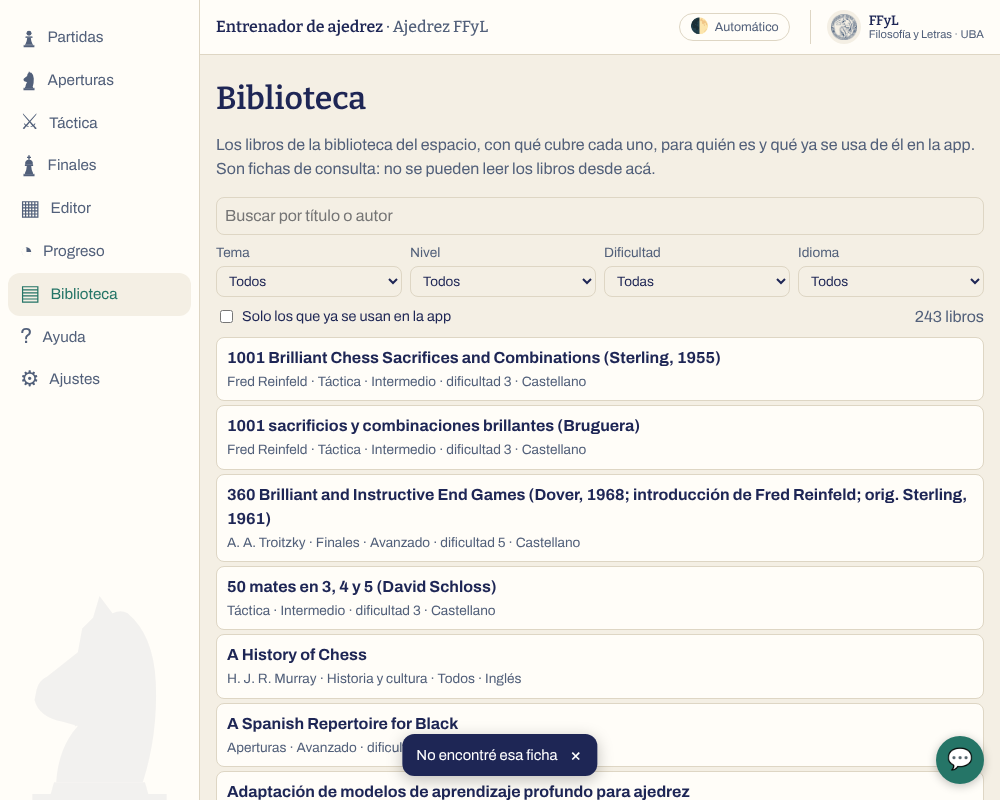 Partidas
Aperturas
Táctica
Finales
Editor
Progreso
Biblioteca
? Ayuda
Ajustes
Entrenador de ajedrez · Ajedrez FFyL
Automático
FFyL
Filosofía y Letras · UBA
Biblioteca
Los libros de la biblioteca del espacio, con qué cubre cada uno, para quién es y qué ya se usa de él en la app.
Son fichas de consulta: no se pueden leer los libros desde acá.
Buscar por título o autor
Tema Nivel Dificultad Idioma
Todos Todos Todas Todos
Solo los que ya se usan en la app 243 libros
1001 Brilliant Chess Sacrifices and Combinations (Sterling, 1955)
Fred Reinfeld · Táctica · Intermedio · dificultad 3 · Castellano
1001 sacrificios y combinaciones brillantes (Bruguera)
Fred Reinfeld · Táctica · Intermedio · dificultad 3 · Castellano
360 Brilliant and Instructive End Games (Dover, 1968; introducción de Fred Reinfeld; orig. Sterling,
1961)
A. A. Troitzky · Finales · Avanzado · dificultad 5 · Castellano
50 mates en 3, 4 y 5 (David Schloss)
Táctica · Intermedio · dificultad 3 · Castellano
A History of Chess
H. J. R. Murray · Historia y cultura · Todos · Inglés
A Spanish Repertoire for Black
Aperturas · Avanzado ·
No encontré esa ficha ×
Adaptación de modelos de aprendizaje profundo para ajedrez